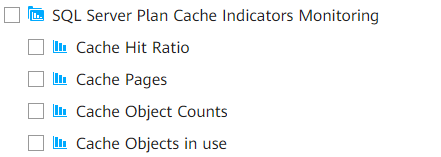 SQL Server Plan Cache Indicators Monitoring
Cache Hit Ratio
Cache Pages
Cache Object Counts
Cache Objects in use